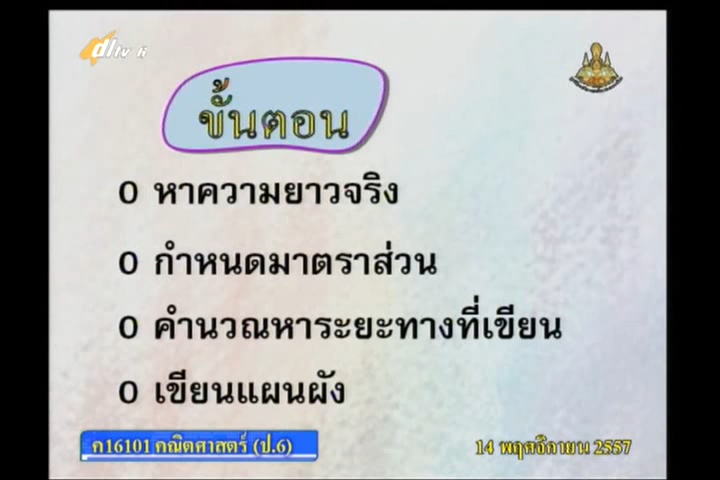 dltv 6
ขั้นตอน
O หาความยาวจริง
O กำหนดมาตราส่วน
O คำนวณหาระยะทางที่เขียน
O เขียนแผนผัง
ค16101 คณิตศาสตร์ (ป.6)
14 พฤศจิกายน 2557